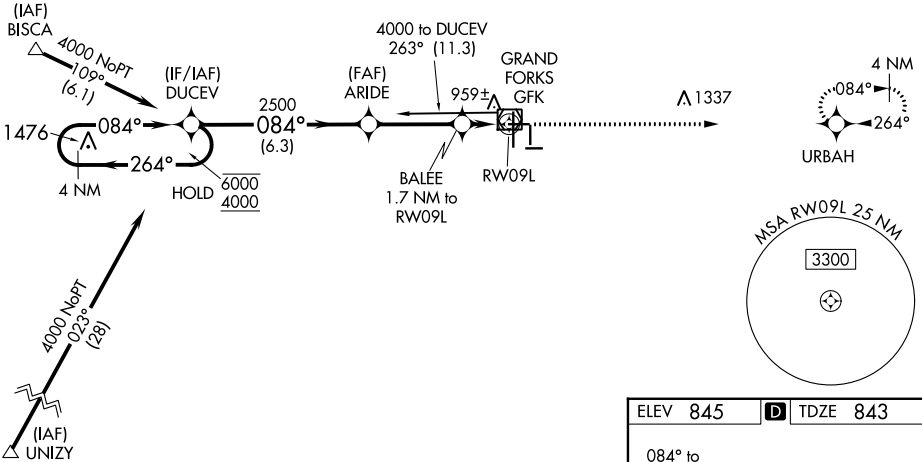 (IAF)
BISCA
4000 NoPT
109°
(6.1)
(IF/IAF)
DUCEV
1476
084°
264°
4 NM
HOLD
6000
4000
2500
084°
(6.3)
(FAF)
ARIDE
4000 to DUCEV
263° (11.3)
959±
GRAND
FORKS
GFK
BALEE
1.7 NM to
RW09L
RW09L
1337
4 NM
084°
264°
URBAH
MSA RW09L 25 NM
3300
4000 NoPT
023°
(28)
(IAF)
UNIZY
ELEV 845 D TDZE 843
084° to